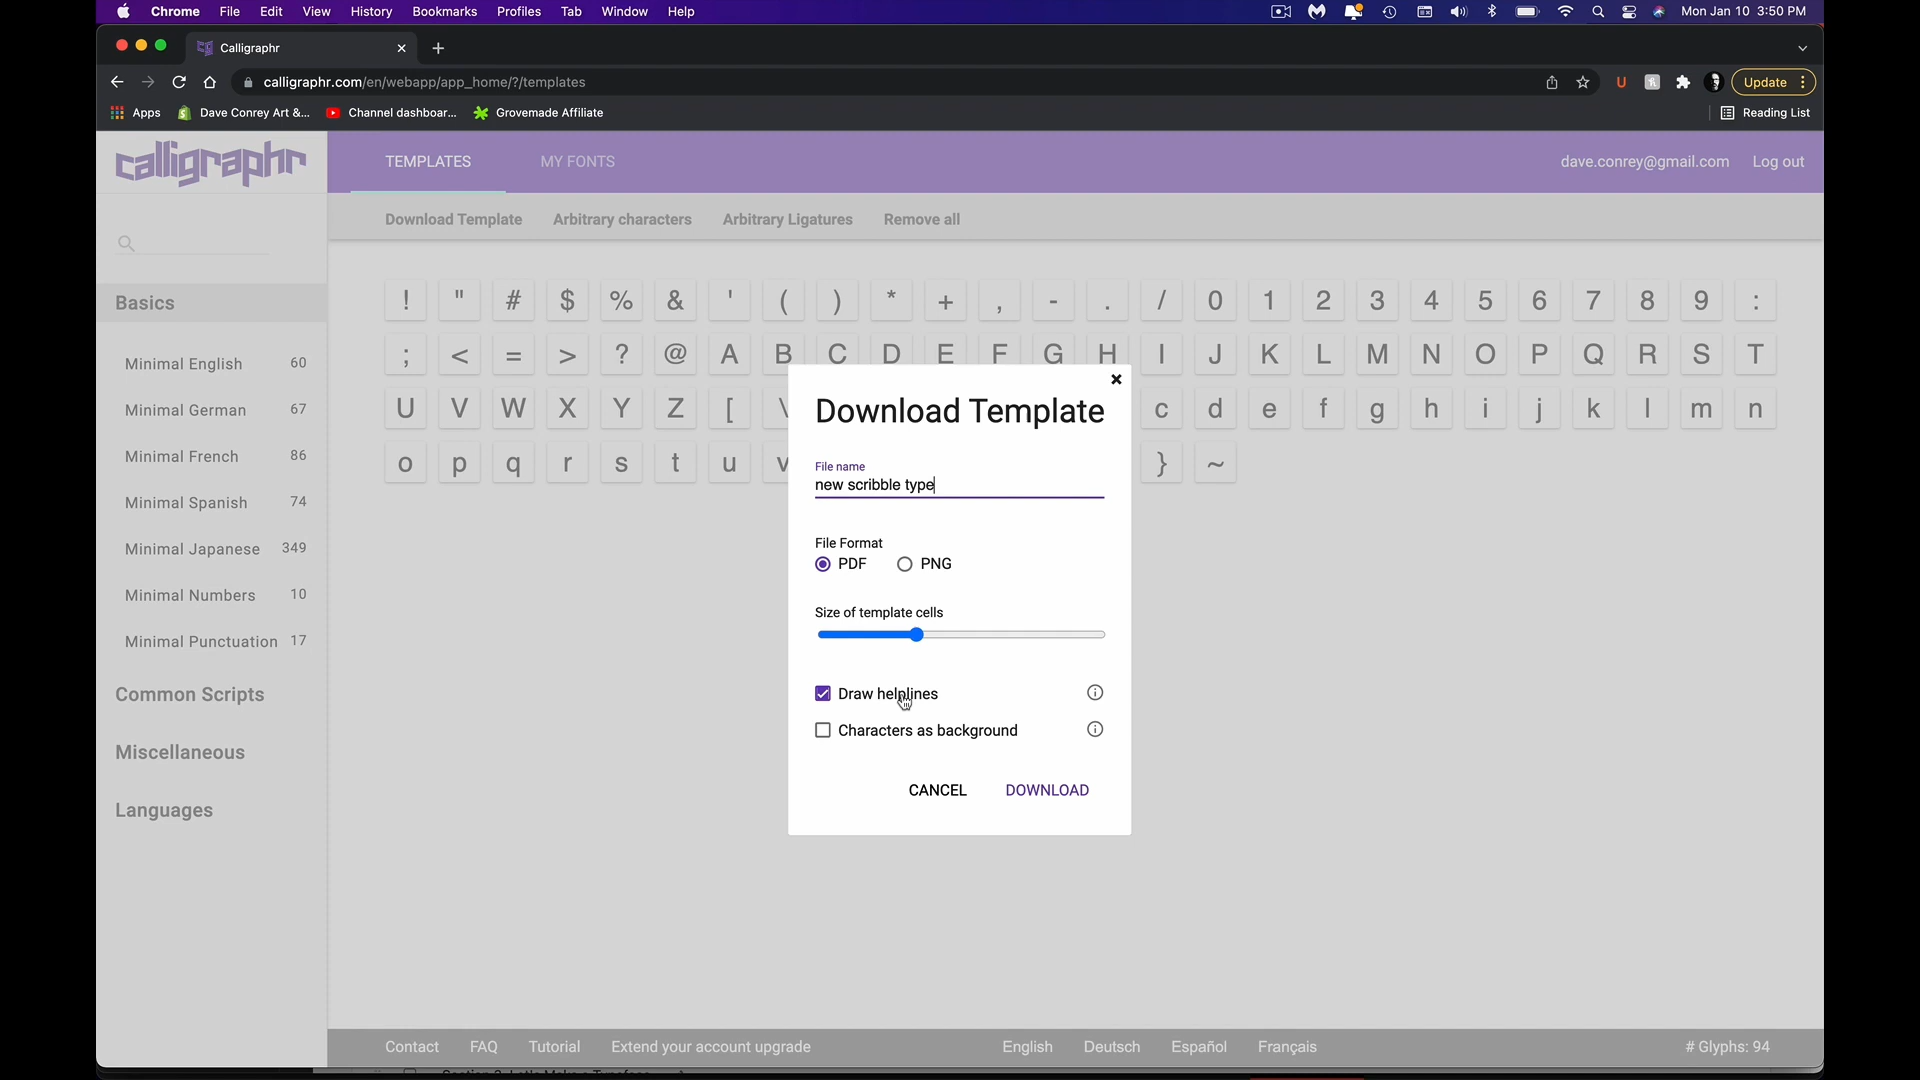 Chrome File Edit View History Bookmarks Profiles Tab Window Help Mon Jan 10 3:50 PM
Calligraphr
calligraphr.com/en/webapp/app_home/?/templates Update
Apps Dave Conrey Art &... Channel dashboar... Grovemade Affiliate Reading List
calligraphr TEMPLATES MY FONTS dave.conrey@gmail.com Log out
Download Template Arbitrary characters Arbitrary Ligatures Remove all
Basics
Minimal English 60
Minimal German 67
Minimal French 86
Minimal Spanish 74
Minimal Japanese 349
Minimal Numbers 10
Minimal Punctuation 17
Common Scripts
Miscellaneous
Languages
! " # $ % & ' ( ) * + , - . / 0 1 2 3 4 5 6 7 8 9 :
; < = > ? @ A B C D E F G H I J K L M N O P Q R S T
U V W X Y Z [ \ c d e f g h i j k l m n
o p q r s t u v } ~
Download Template
File name
new scribble type
File Format
PDF PNG
Size of template cells
Draw helplines
Characters as background
CANCEL DOWNLOAD
Contact FAQ Tutorial Extend your account upgrade English Deutsch Español Français # Glyphs: 94